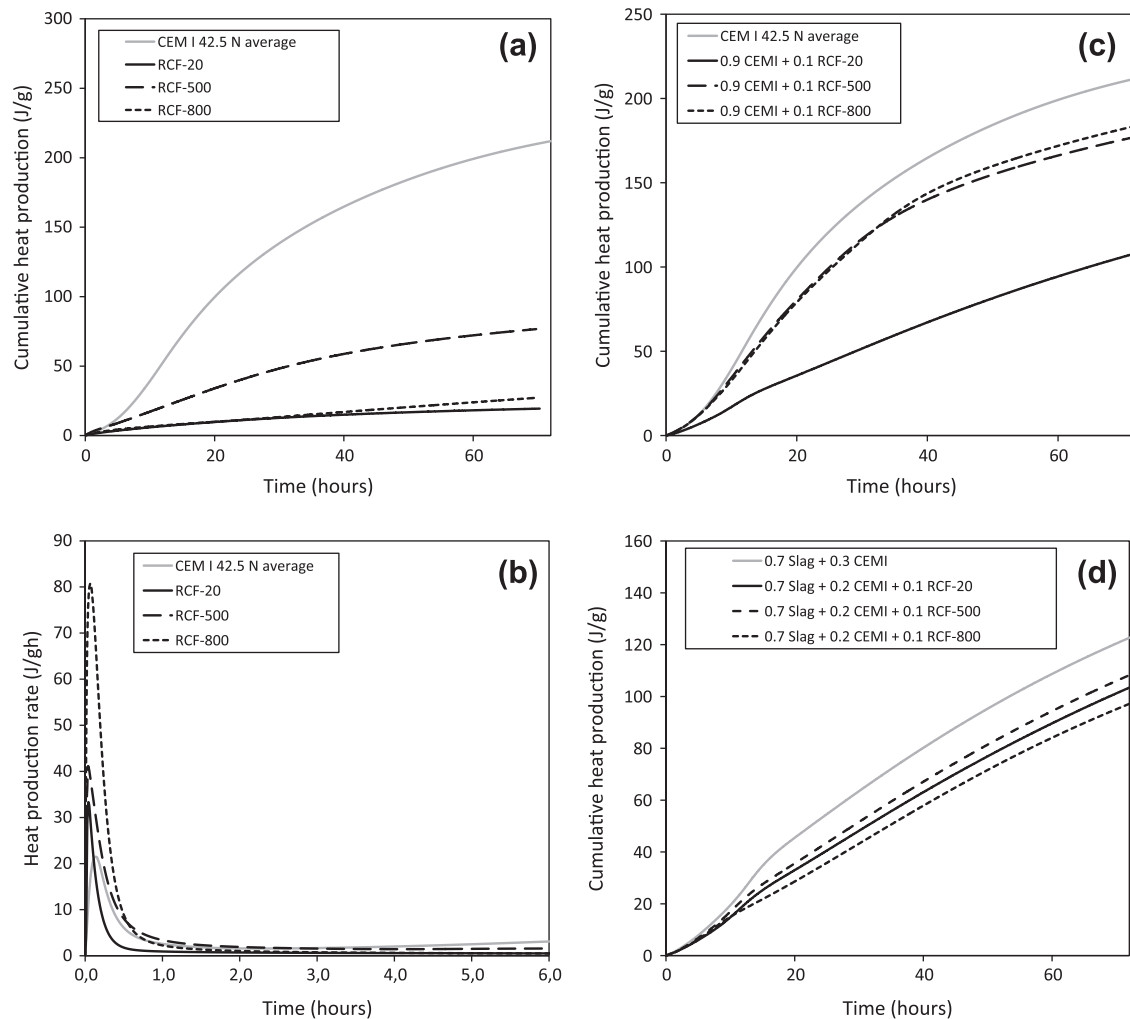 (a)
CEM I 42.5 N average
RCF-20
RCF-500
RCF-800
Cumulative heat production (J/g)
300
250
200
150
100
50
0
0 20 40 60
Time (hours)
(c)
CEM I 42.5 N average
0.9 CEMI + 0.1 RCF-20
0.9 CEMI + 0.1 RCF-500
0.9 CEMI + 0.1 RCF-800
Cumulative heat production (J/g)
250
200
150
100
50
0
0 20 40 60
Time (hours)
(b)
CEM I 42.5 N average
RCF-20
RCF-500
RCF-800
Heat production rate (J/gh)
90
80
70
60
50
40
30
20
10
0
0,0 1,0 2,0 3,0 4,0 5,0 6,0
Time (hours)
(d)
0.7 Slag + 0.3 CEMI
0.7 Slag + 0.2 CEMI + 0.1 RCF-20
0.7 Slag + 0.2 CEMI + 0.1 RCF-500
0.7 Slag + 0.2 CEMI + 0.1 RCF-800
Cumulative heat production (J/g)
160
140
120
100
80
60
40
20
0
0 20 40 60
Time (hours)